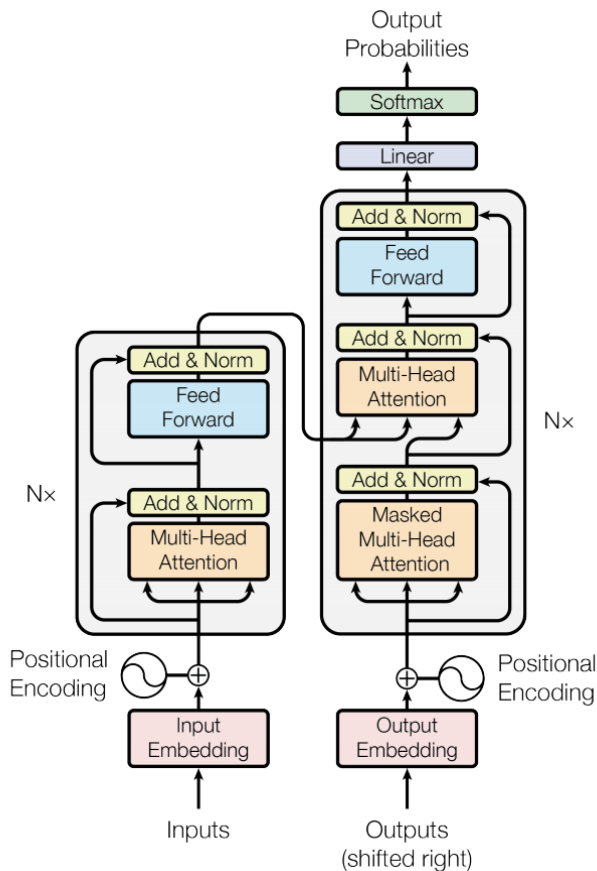 Output
Probabilities
Softmax
Linear
Add & Norm
Feed
Forward
Add & Norm
Multi-Head
Attention
Add & Norm
Masked
Multi-Head
Attention
N×
Add & Norm
Feed
Forward
Add & Norm
Multi-Head
Attention
N×
Positional
Encoding
Positional
Encoding
Input
Embedding
Output
Embedding
Inputs
Outputs
(shifted right)